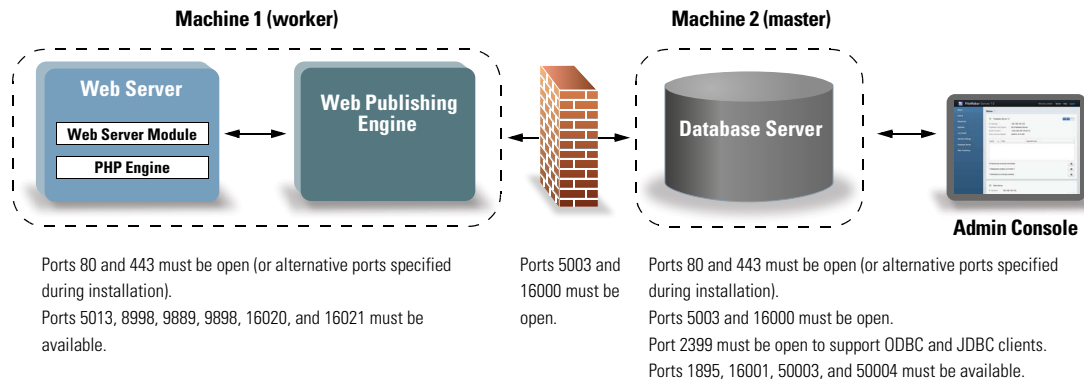 Machine 1 (worker)
Machine 2 (master)
Web Server
Web Server Module
PHP Engine
Web Publishing
Engine
Database Server
Admin Console
Ports 80 and 443 must be open (or alternative ports specified
during installation).
Ports 5013, 8998, 9889, 9898, 16020, and 16021 must be
available.
Ports 5003 and
16000 must be
open.
Ports 80 and 443 must be open (or alternative ports specified
during installation).
Ports 5003 and 16000 must be open.
Port 2399 must be open to support ODBC and JDBC clients.
Ports 1895, 16001, 50003, and 50004 must be available.